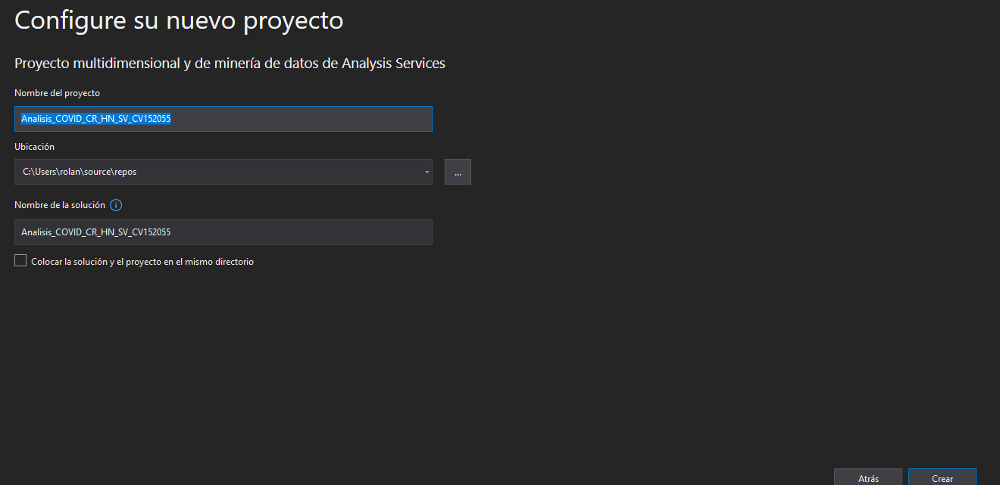 Configure su nuevo proyecto
Proyecto multidimensional y de minería de datos de Analysis Services
Nombre del proyecto
Analisis_COVID_CR_HN_SV_CV152055
Ubicación
C:\Users\rolan\source\repos
...
Nombre de la solución
Analisis_COVID_CR_HN_SV_CV152055
Colocar la solución y el proyecto en el mismo directorio
Atrás
Crear